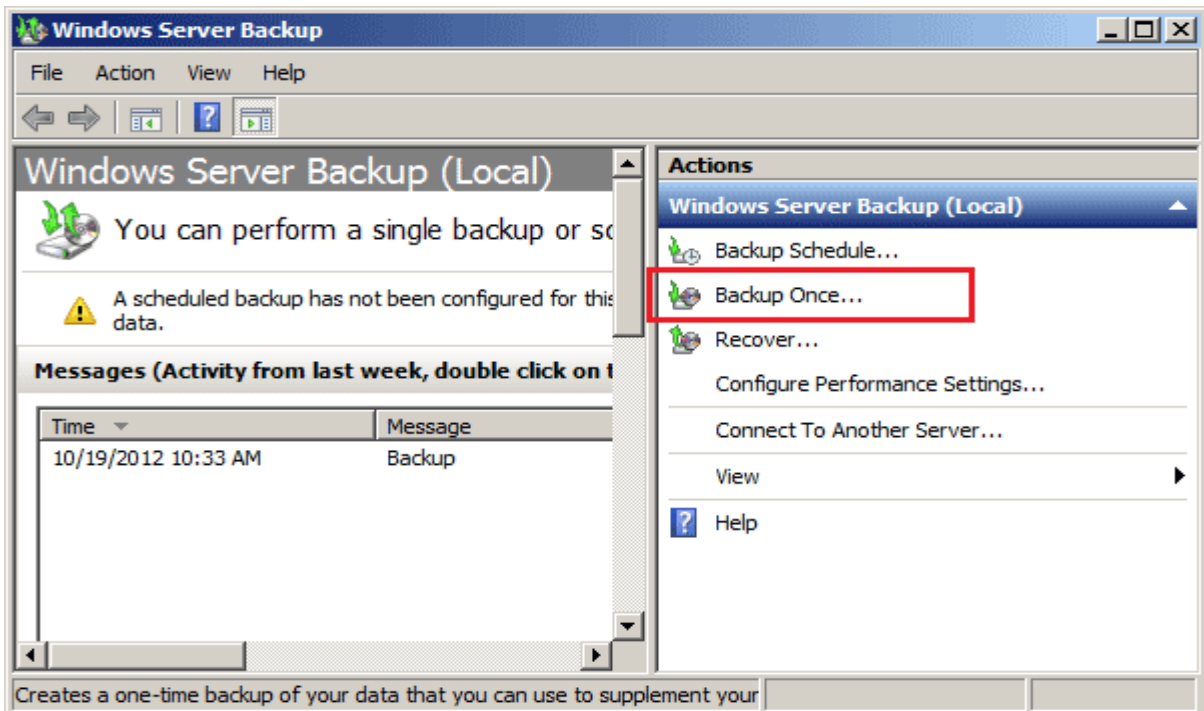 Windows Server Backup
File Action View Help
Windows Server Backup (Local)
You can perform a single backup or sc
A scheduled backup has not been configured for this
data.
Messages (Activity from last week, double click on t
Time Message
10/19/2012 10:33 AM Backup
Actions
Windows Server Backup (Local)
Backup Schedule...
Backup Once...
Recover...
Configure Performance Settings...
Connect To Another Server...
View
Help
Creates a one-time backup of your data that you can use to supplement your